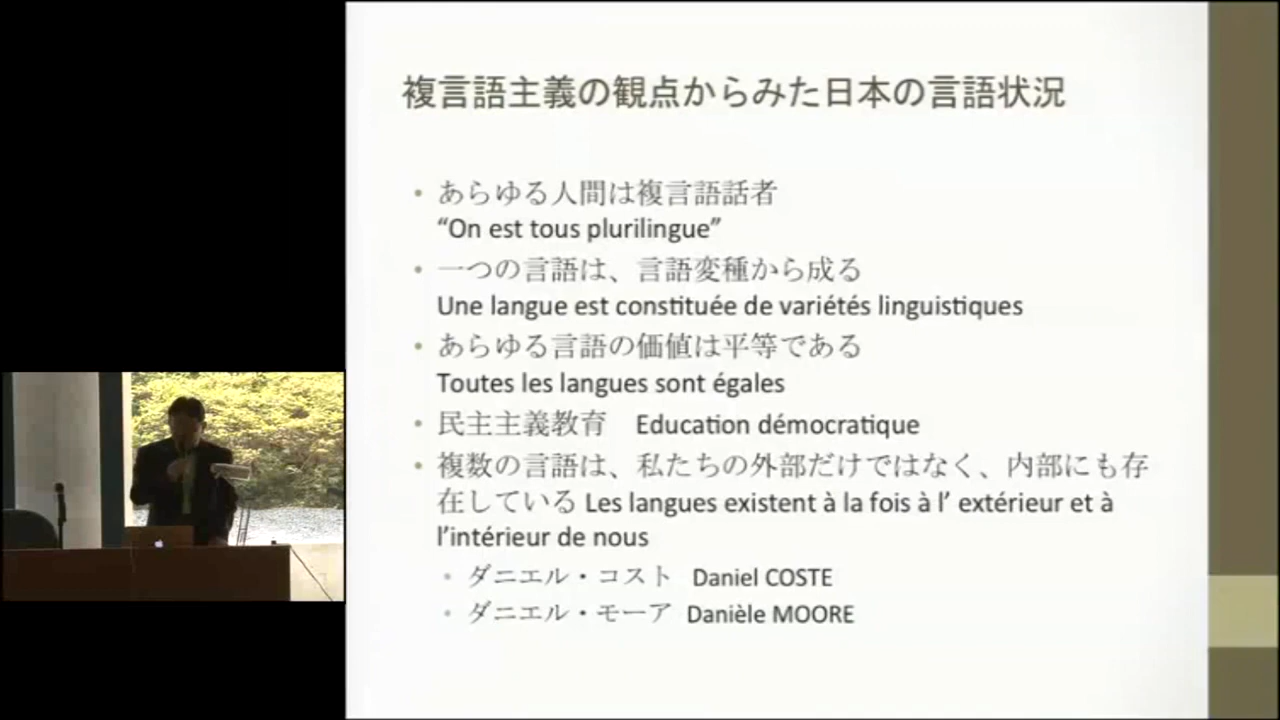 複言語主義の観点からみた日本の言語状況
• あらゆる人間は複言語話者
“On est tous plurilingue”
• 一つの言語は、言語変種から成る
Une langue est constituée de variétés linguistiques
• あらゆる言語の価値は平等である
Toutes les langues sont égales
• 民主主義教育 Education démocratique
• 複数の言語は、私たちの外部だけではなく、内部にも存
在している Les langues existent à la fois à l’ extérieur et à
l’intérieur de nous
• ダニエル・コスト Daniel COSTE
• ダニエル・モーア Danièle MOORE